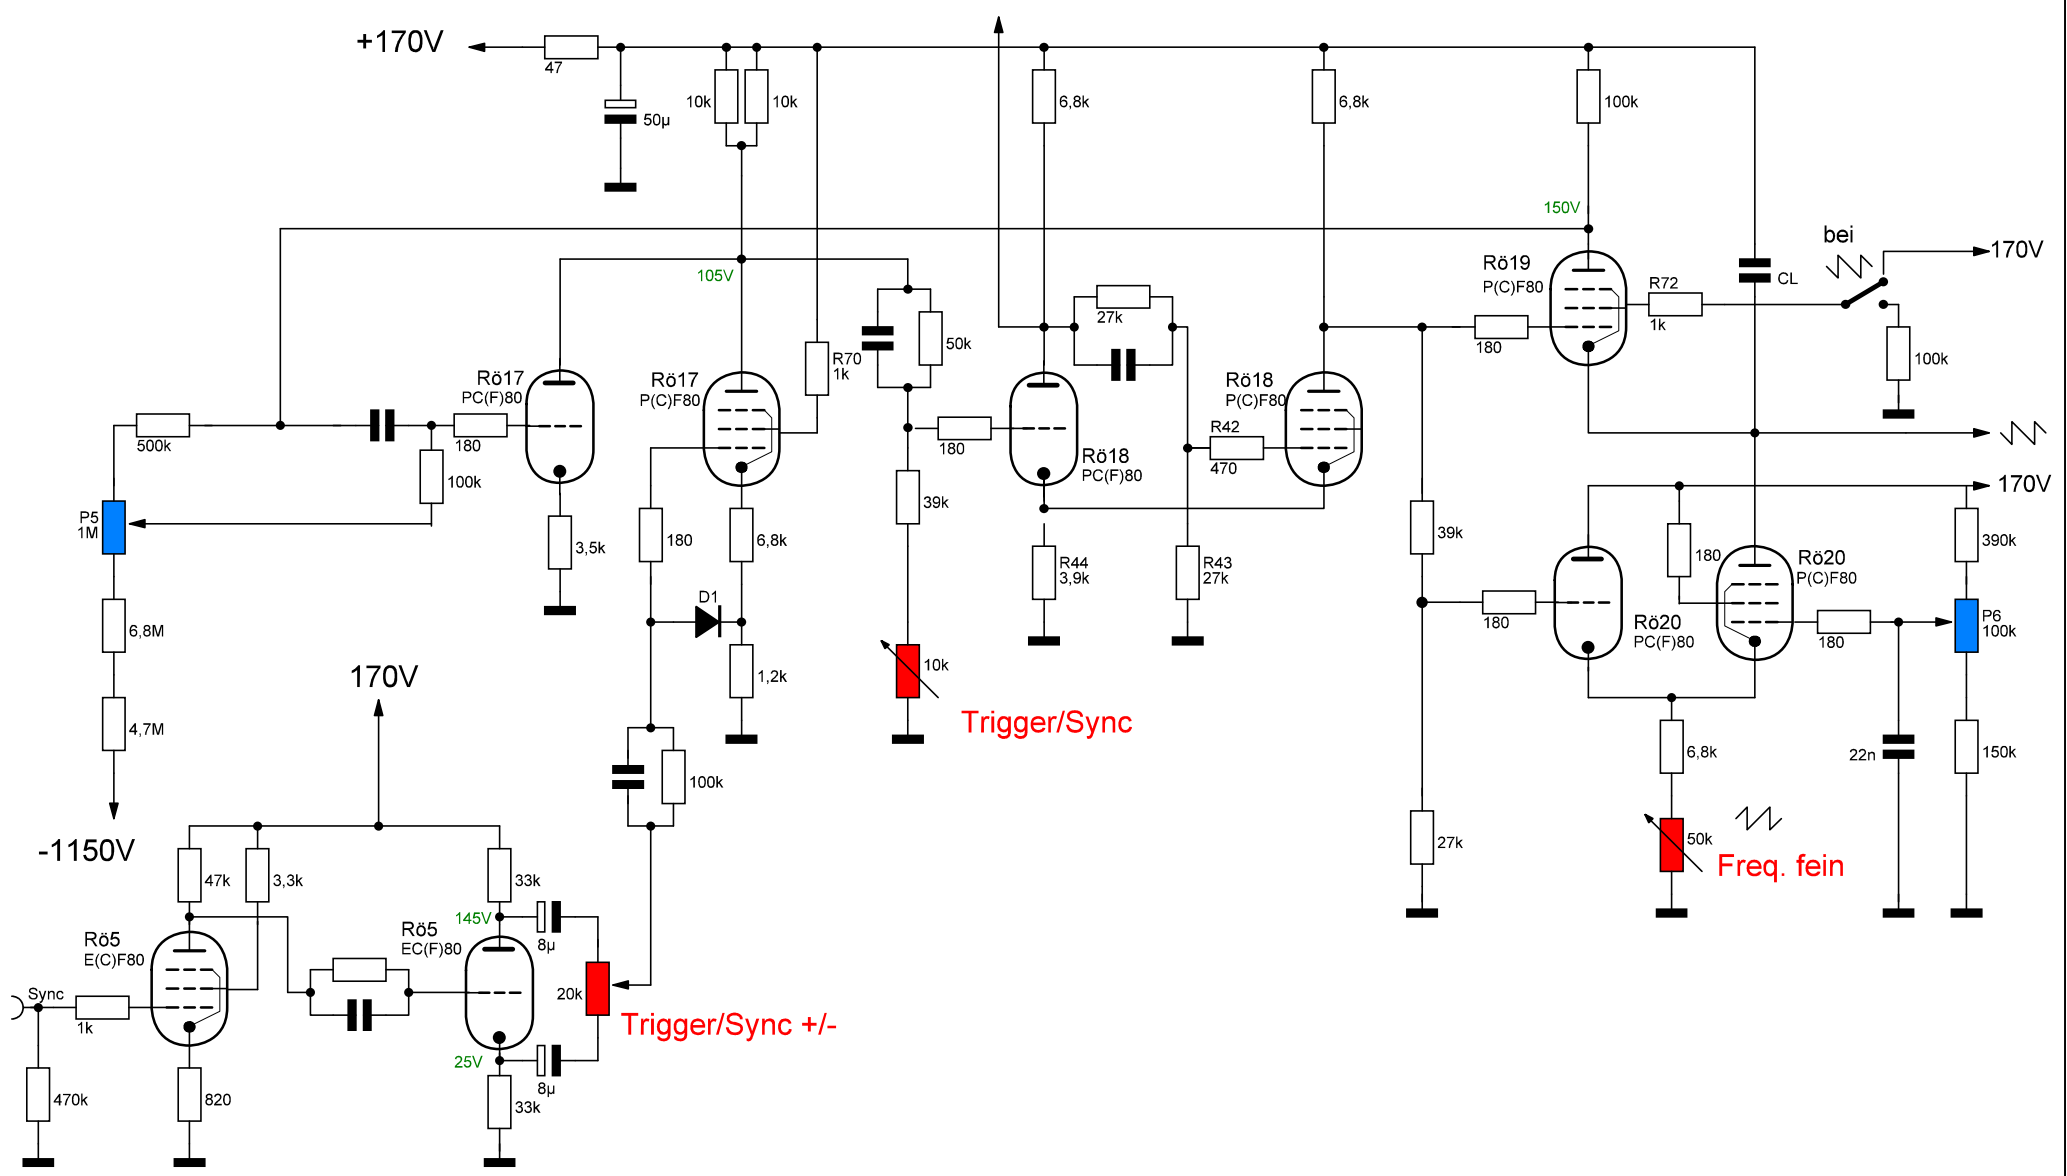 +170V
47
50µ
10k
10k
6,8k
6,8k
100k
150V
105V
bei
170V
Rö19
P(C)F80
R72
1k
CL
100k
27k
180
50k
R70
1k
Rö17
PC(F)80
Rö17
P(C)F80
Rö18
P(C)F80
500k
180
100k
180
R42
470
Rö18
PC(F)80
P5
1M
3,5k
180
6,8k
39k
39k
170V
180
390k
R44
3,9k
R43
27k
Rö20
P(C)F80
D1
180
Rö20
PC(F)80
180
P6
100k
6,8M
10k
1,2k
170V
Trigger/Sync
4,7M
100k
6,8k
22n
150k
-1150V
47k
3,3k
33k
27k
50k
Freq. fein
145V
8µ
Rö5
E(C)F80
Rö5
EC(F)80
Sync
1k
20k
Trigger/Sync +/-
25V
8µ
470k
820
33k